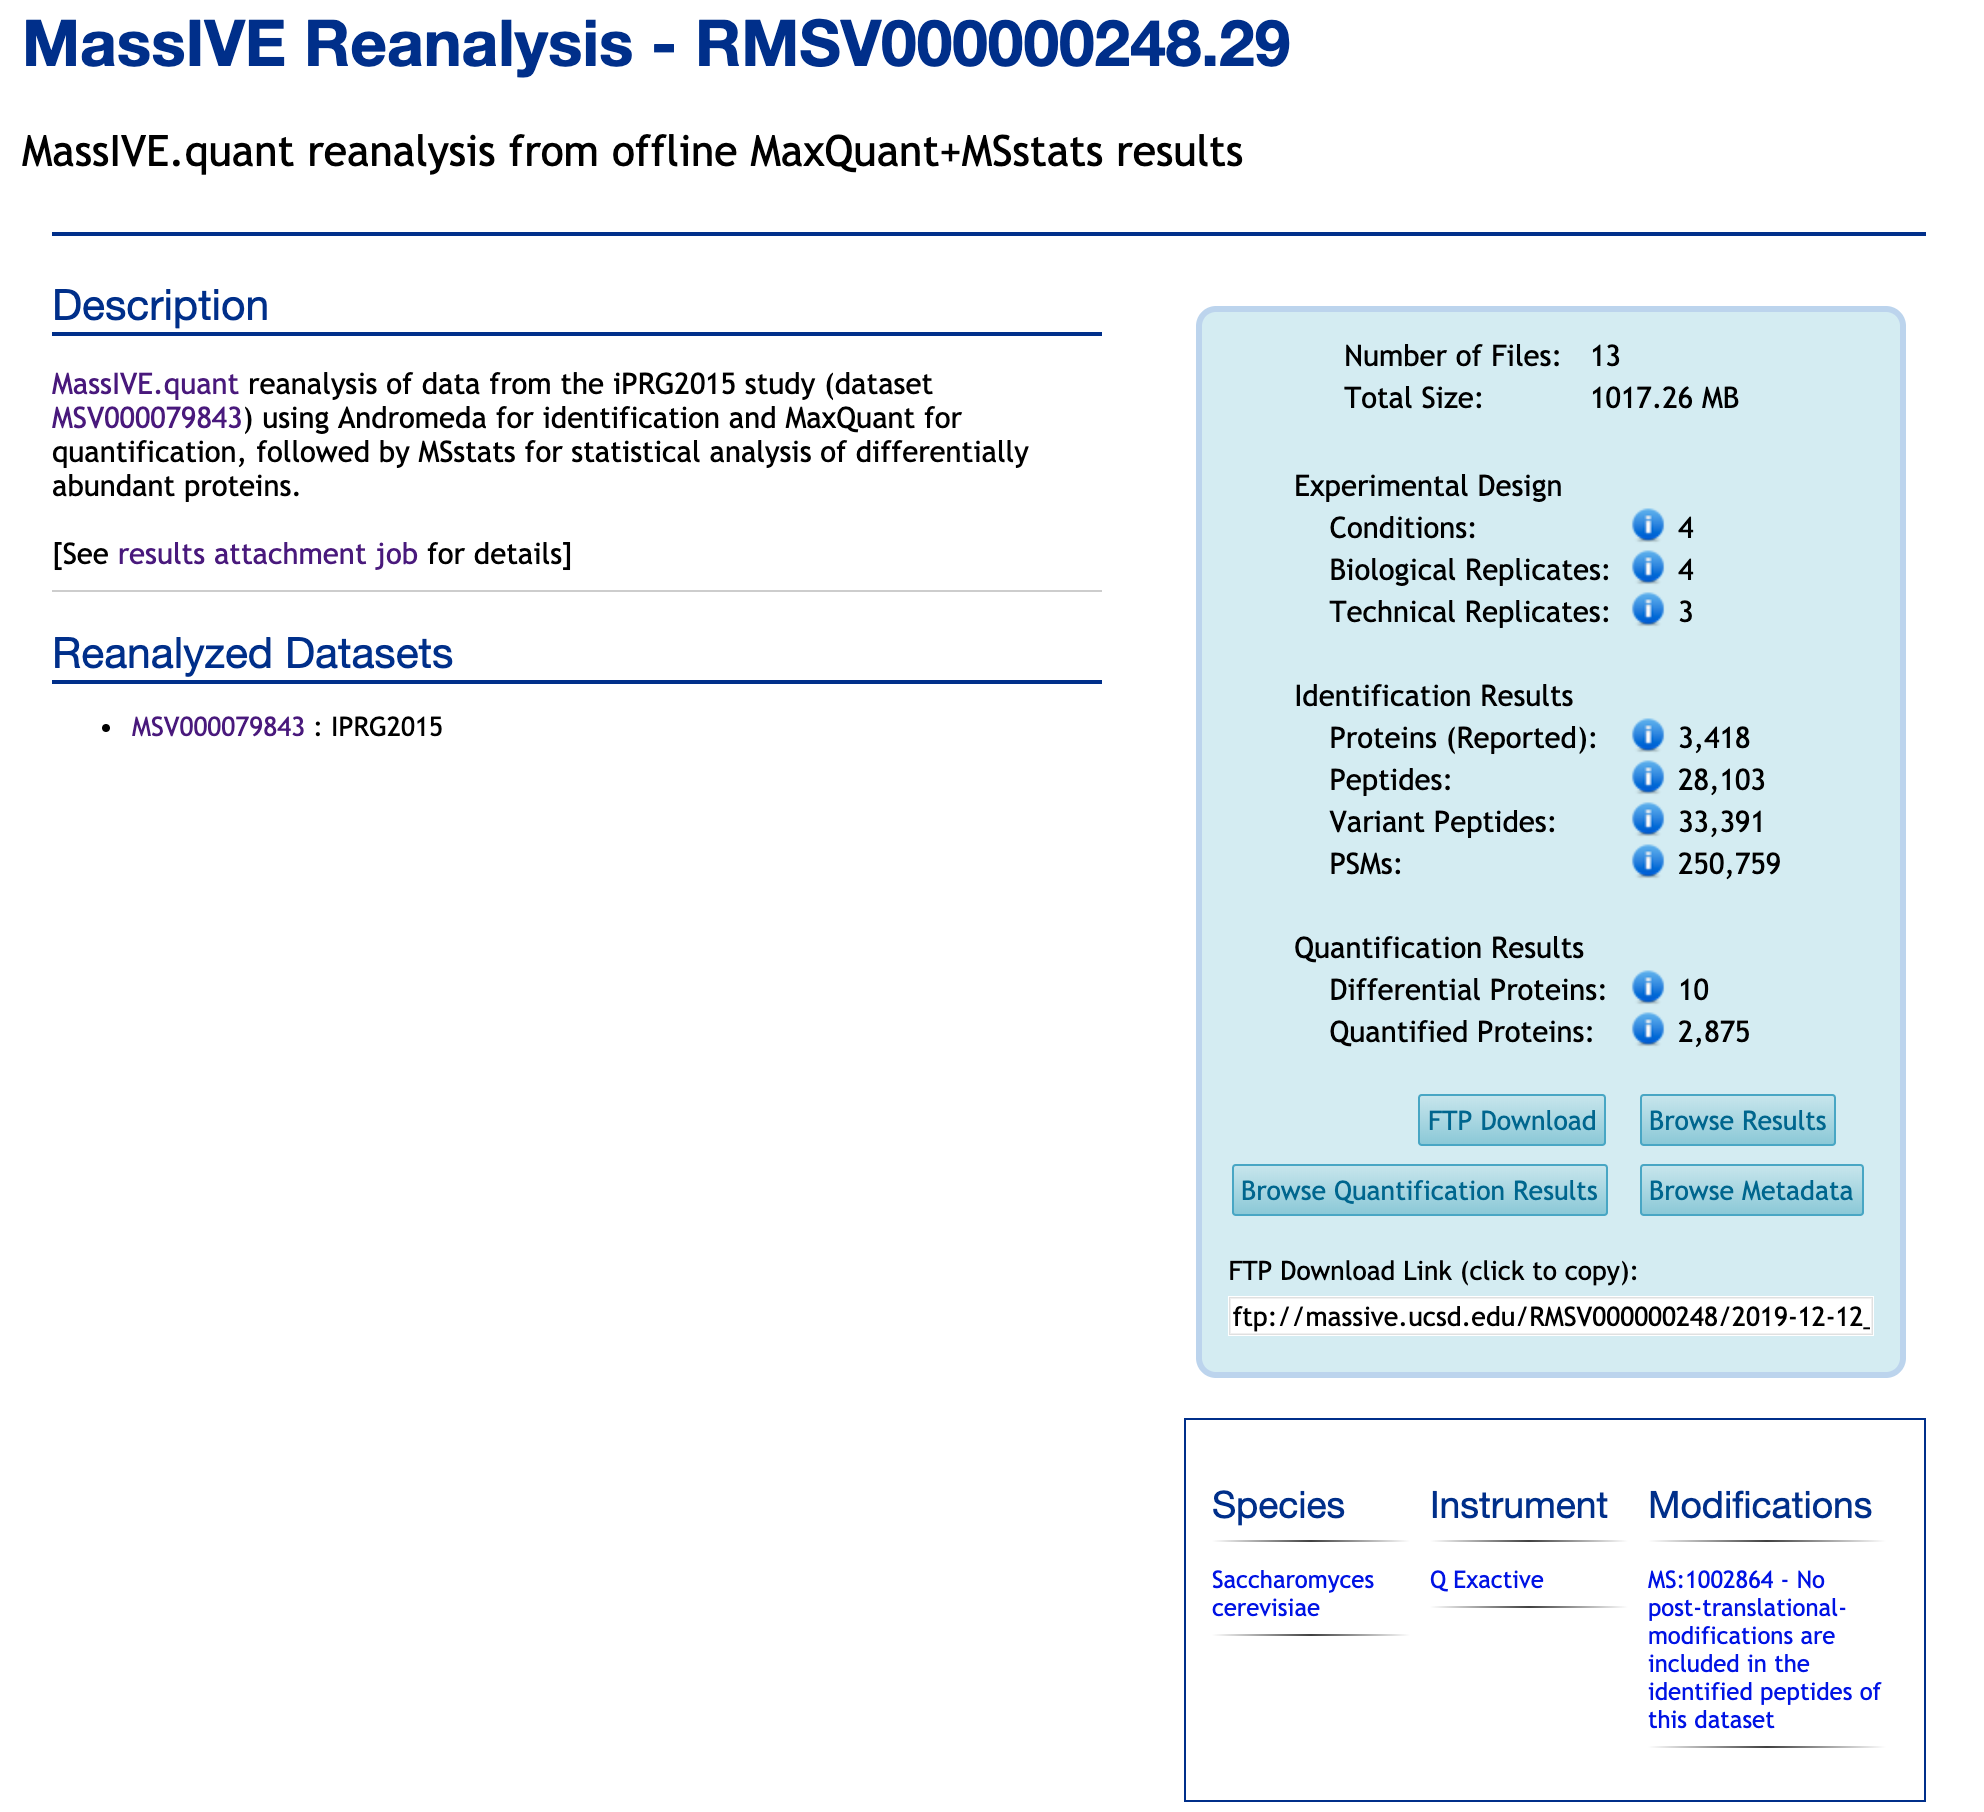 MassIVE Reanalysis - RMSV000000248.29
MassIVE.quant reanalysis from offline MaxQuant+MSstats results
Description
MassIVE.quant reanalysis of data from the iPRG2015 study (dataset
MSV000079843) using Andromeda for identification and MaxQuant for
quantification, followed by MSstats for statistical analysis of differentially
abundant proteins.
[See results attachment job for details]
Reanalyzed Datasets
• MSV000079843 : IPRG2015
Number of Files: 13
Total Size: 1017.26 MB
Experimental Design
Conditions: i 4
Biological Replicates: i 4
Technical Replicates: i 3
Identification Results
Proteins (Reported): i 3,418
Peptides: i 28,103
Variant Peptides: i 33,391
PSMs: i 250,759
Quantification Results
Differential Proteins: i 10
Quantified Proteins: i 2,875
FTP Download Browse Results
Browse Quantification Results Browse Metadata
FTP Download Link (click to copy):
ftp://massive.ucsd.edu/RMSV000000248/2019-12-12_
Species Instrument Modifications
Saccharomyces
cerevisiae
Q Exactive
MS:1002864 - No
post-translational-
modifications are
included in the
identified peptides of
this dataset